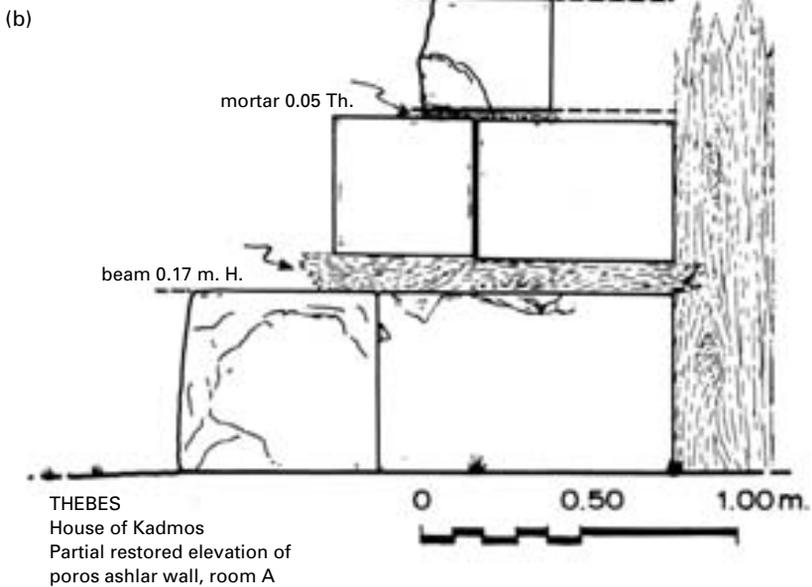 (b)
mortar 0.05 Th.
beam 0.17 m. H.
0 0.50 1.00 m.
THEBES
House of Kadmos
Partial restored elevation of
poros ashlar wall, room A